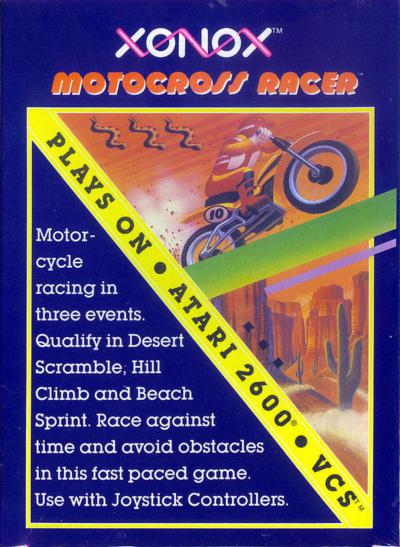 XONOX™
MOTOCROSS RACER™
PLAYS ON • ATARI 2600® • VCS™
10
Motor-
cycle
racing in
three events.
Qualify in Desert
Scramble, Hill
Climb and Beach
Sprint. Race against
time and avoid obstacles
in this fast paced game.
Use with Joystick Controllers.